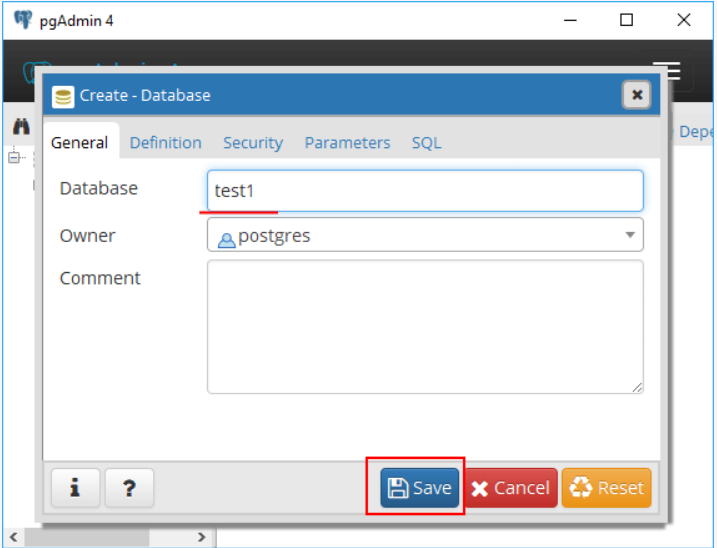 pgAdmin 4
Create - Database
General Definition Security Parameters SQL
Depe
Database test1
Owner postgres
Comment
i ? Save Cancel Reset